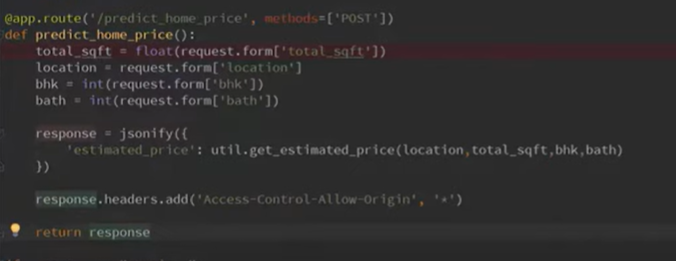 @app.route('/predict_home_price', methods=['POST'])
def predict_home_price():
    total_sqft = float(request.form['total_sqft'])
    location = request.form['location']
    bhk = int(request.form['bhk'])
    bath = int(request.form['bath'])
    response = jsonify({
        'estimated_price': util.get_estimated_price(location,total_sqft,bhk,bath)
    })
    response.headers.add('Access-Control-Allow-Origin', '*')
    return response